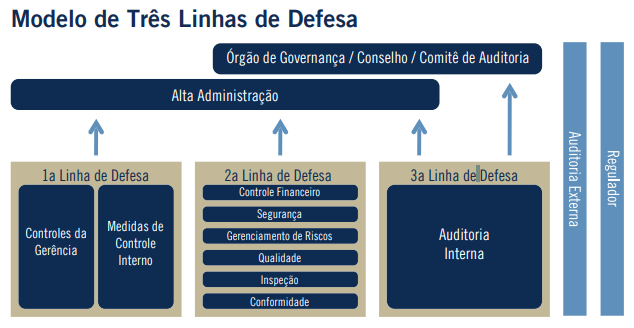 Modelo de Três Linhas de Defesa
Órgão de Governança / Conselho / Comitê de Auditoria
Alta Administração
1a Linha de Defesa
Controles da
Gerência
Medidas de
Controle
Interno
2a Linha de Defesa
Controle Financeiro
Segurança
Gerenciamento de Riscos
Qualidade
Inspeção
Conformidade
3a Linha de Defesa
Auditoria
Interna
Auditoria Externa
Regulador